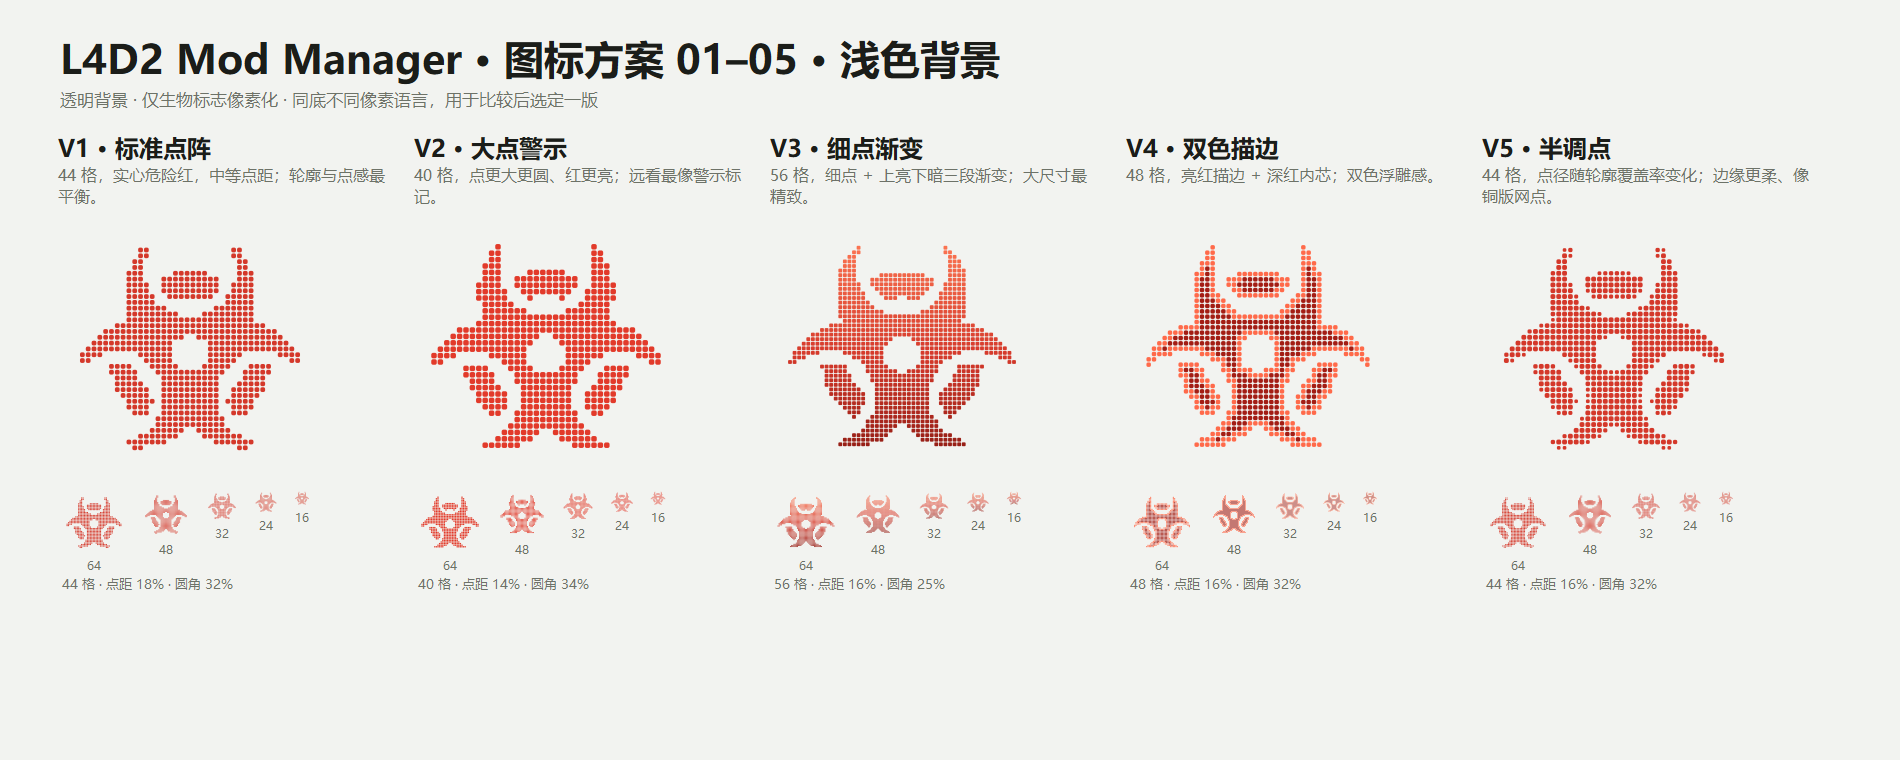 L4D2 Mod Manager • 图标方案 01–05 • 浅色背景
透明背景 · 仅生物标志像素化 · 同底不同像素语言，用于比较后选定一版
V1 • 标准点阵
44 格，实心危险红，中等点距；轮廓与点感最
平衡。
64
48
32
24
16
44 格 · 点距 18% · 圆角 32%
V2 • 大点警示
40 格，点更大更圆、红更亮；远看最像警示标
记。
64
48
32
24
16
40 格 · 点距 14% · 圆角 34%
V3 • 细点渐变
56 格，细点 + 上亮下暗三段渐变；大尺寸最
精致。
64
48
32
24
16
56 格 · 点距 16% · 圆角 25%
V4 • 双色描边
48 格，亮红描边 + 深红内芯；双色浮雕感。
64
48
32
24
16
48 格 · 点距 16% · 圆角 32%
V5 • 半调点
44 格，点径随轮廓覆盖率变化；边缘更柔、像
铜版网点。
64
48
32
24
16
44 格 · 点距 16% · 圆角 32%